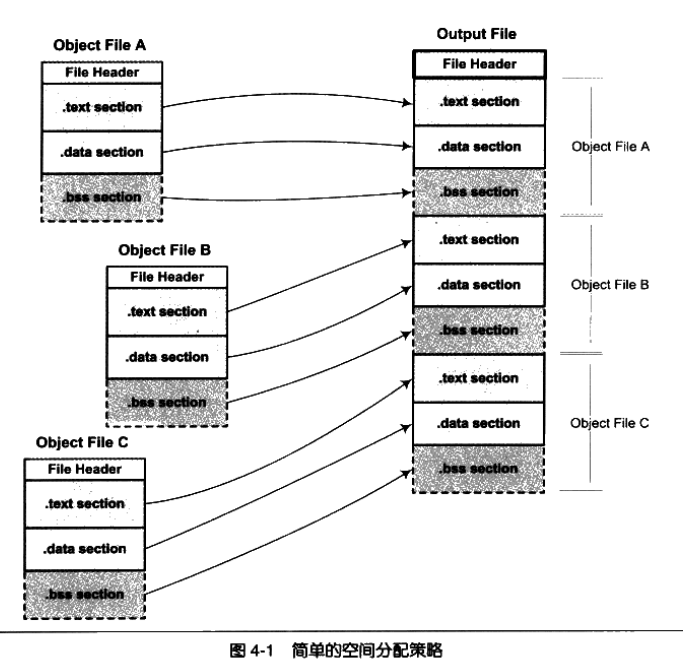 Object File A
File Header
.text section
.data section
.bss section
Object File B
File Header
.text section
.data section
.bss section
Object File C
File Header
.text section
.data section
.bss section
Output File
File Header
.text section
.data section
.bss section
Object File A
.text section
.data section
.bss section
Object File B
.text section
.data section
.bss section
Object File C
图 4-1 简单的空间分配策略